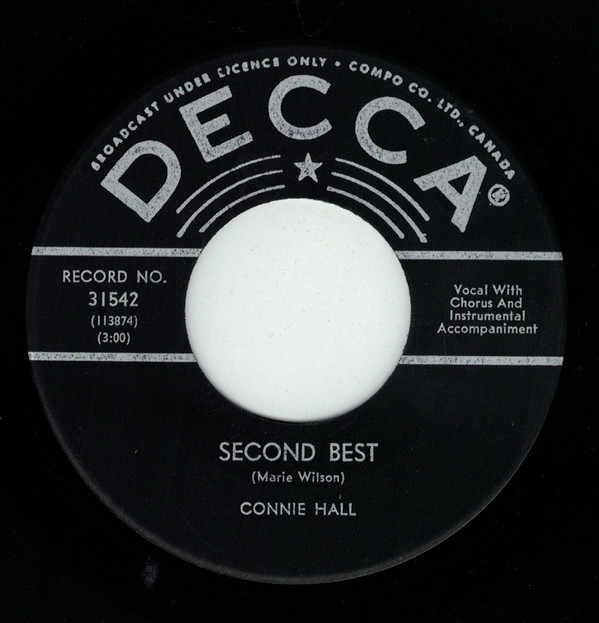 BROADCAST UNDER LICENCE ONLY • COMPO CO. LTD., CANADA
DECCA®
RECORD NO.
31542
(113874)
(3:00)
Vocal With
Chorus And
Instrumental
Accompaniment
SECOND BEST
(Marie Wilson)
CONNIE HALL